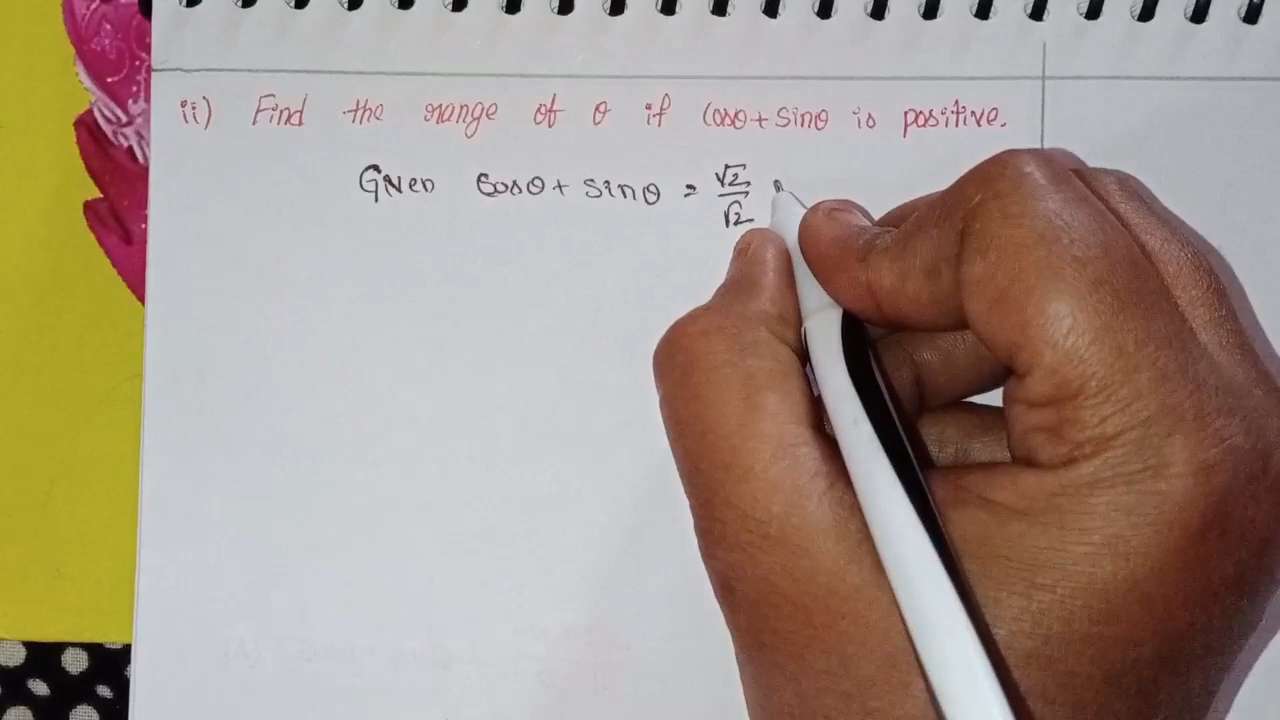 ii) Find the range of θ if Cosθ + Sinθ is positive.
Given Cosθ + Sinθ = √2/√2